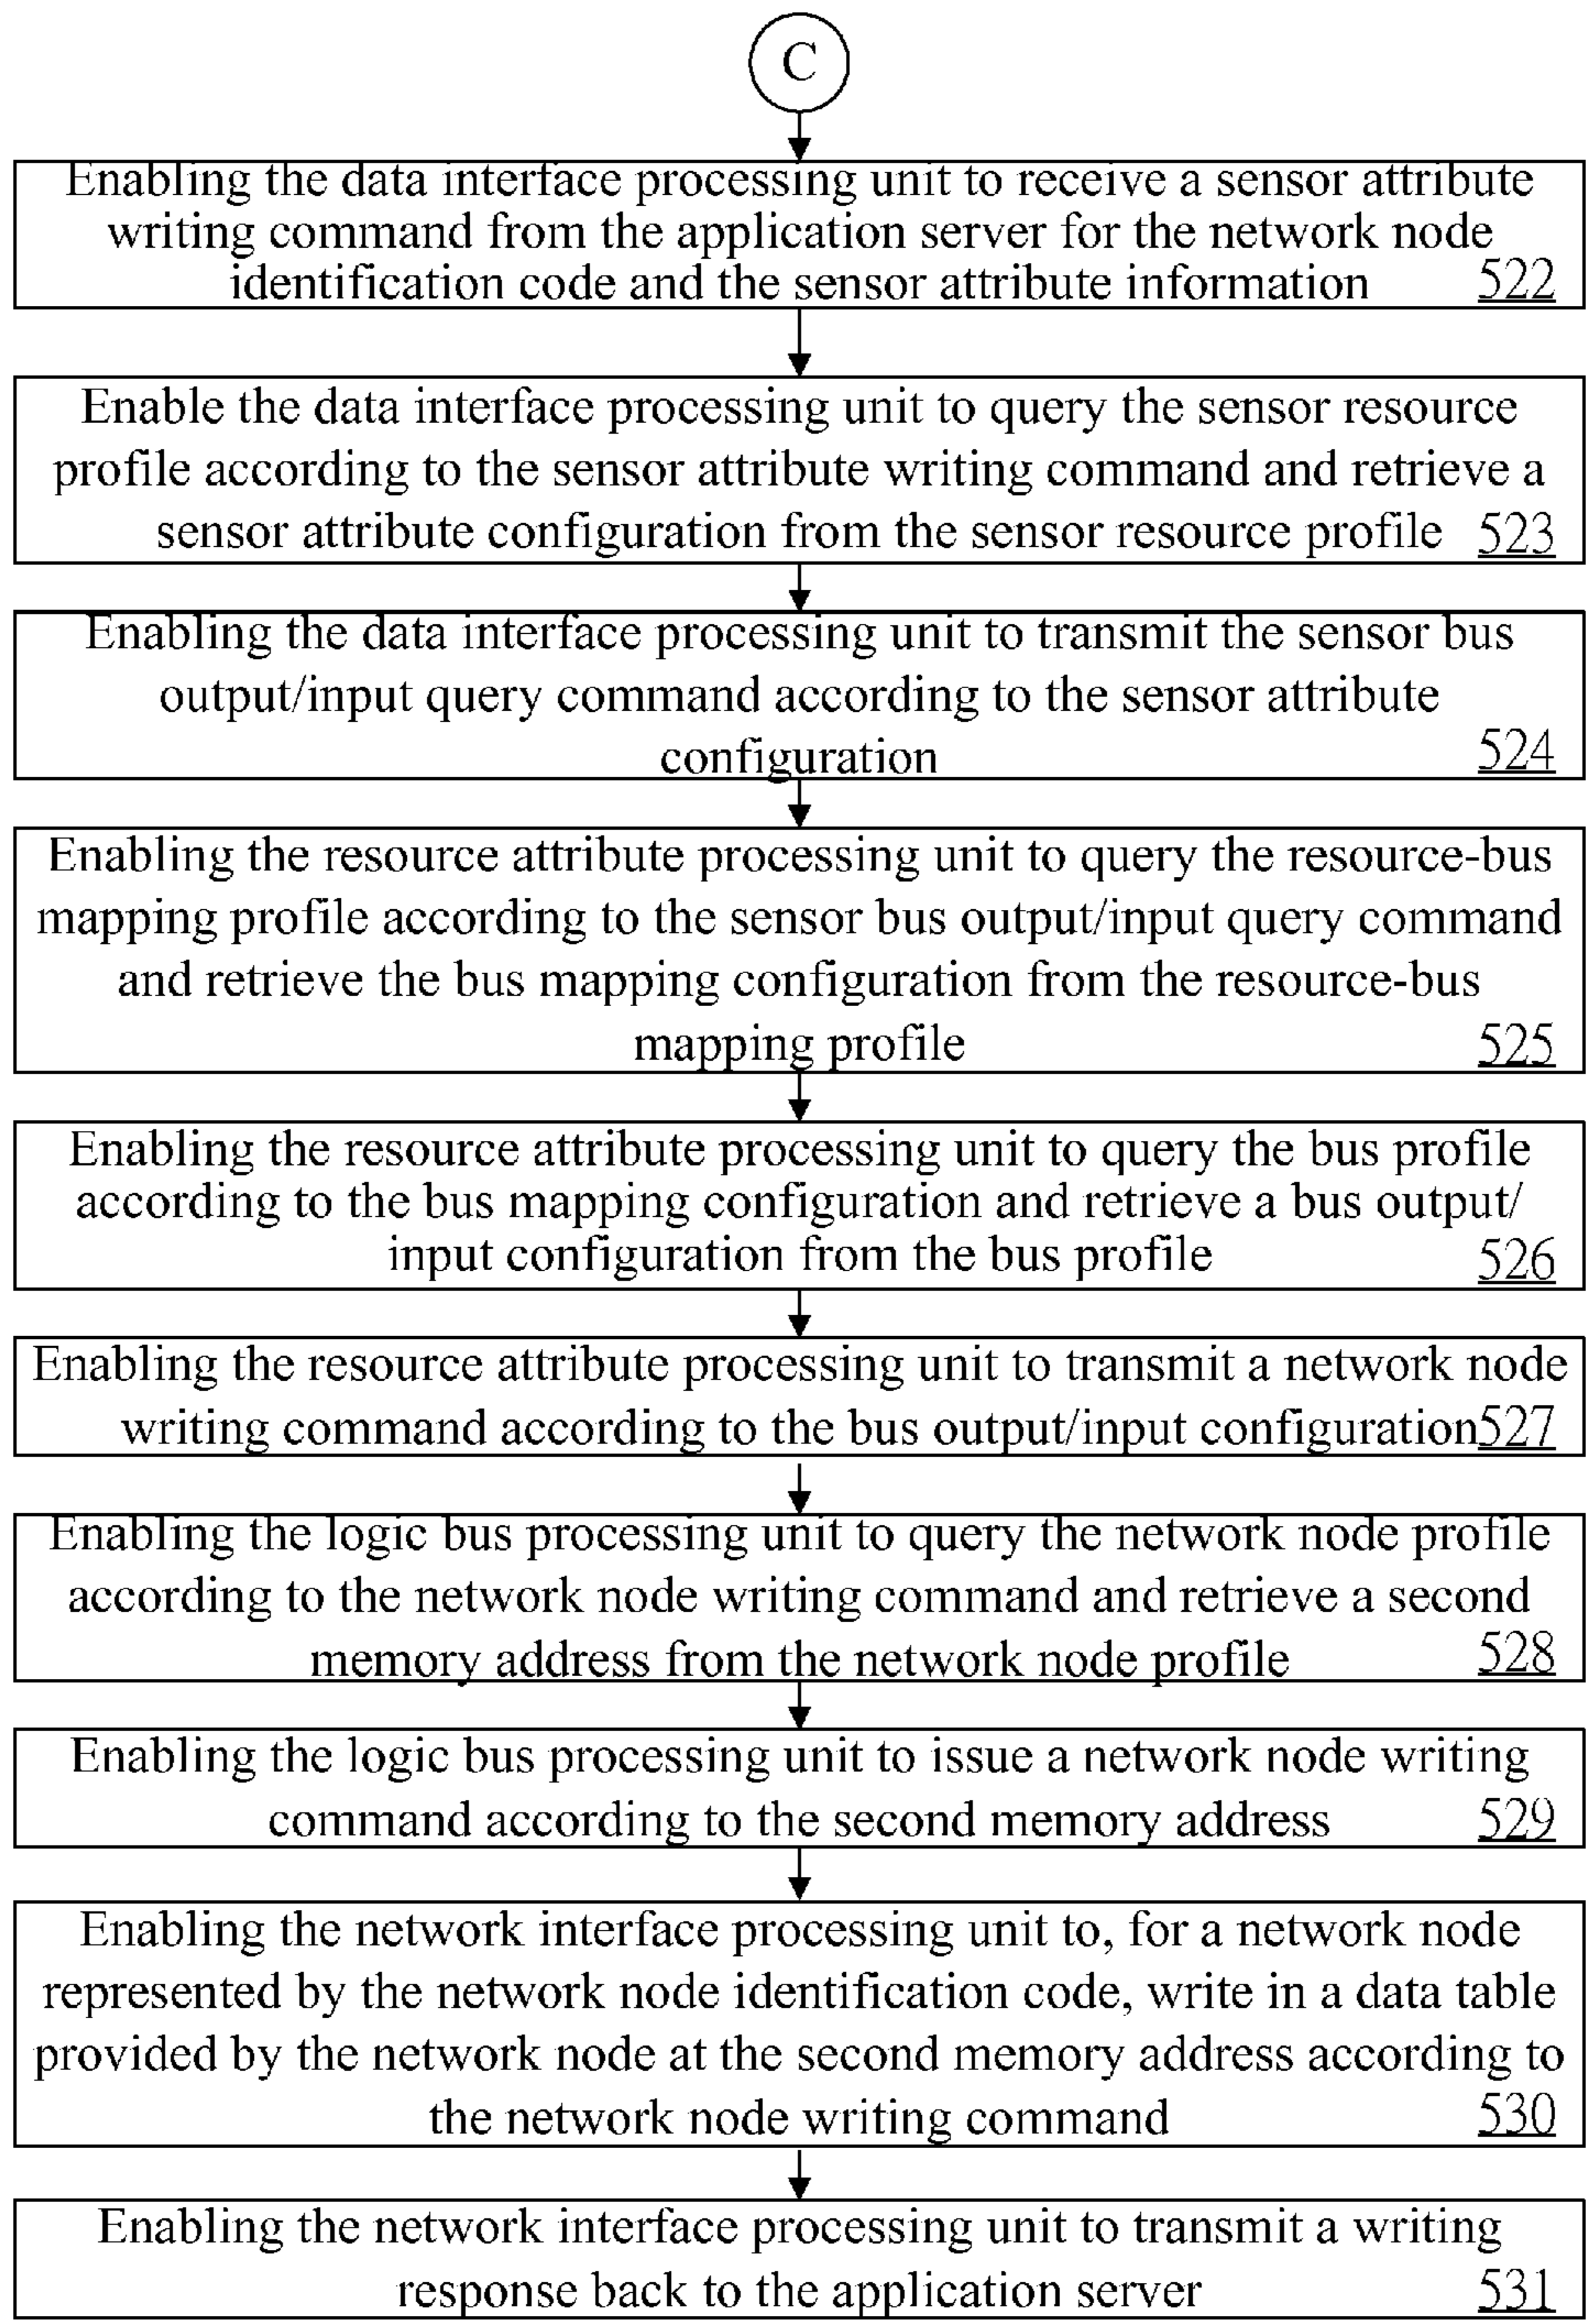 C
Enabling the data interface processing unit to receive a sensor attribute
writing command from the application server for the network node
identification code and the sensor attribute information 522
Enable the data interface processing unit to query the sensor resource
profile according to the sensor attribute writing command and retrieve a
sensor attribute configuration from the sensor resource profile 523
Enabling the data interface processing unit to transmit the sensor bus
output/input query command according to the sensor attribute
configuration 524
Enabling the resource attribute processing unit to query the resource-bus
mapping profile according to the sensor bus output/input query command
and retrieve the bus mapping configuration from the resource-bus
mapping profile 525
Enabling the resource attribute processing unit to query the bus profile
according to the bus mapping configuration and retrieve a bus output/
input configuration from the bus profile 526
Enabling the resource attribute processing unit to transmit a network node
writing command according to the bus output/input configuration 527
Enabling the logic bus processing unit to query the network node profile
according to the network node writing command and retrieve a second
memory address from the network node profile 528
Enabling the logic bus processing unit to issue a network node writing
command according to the second memory address 529
Enabling the network interface processing unit to, for a network node
represented by the network node identification code, write in a data table
provided by the network node at the second memory address according to
the network node writing command 530
Enabling the network interface processing unit to transmit a writing
response back to the application server 531